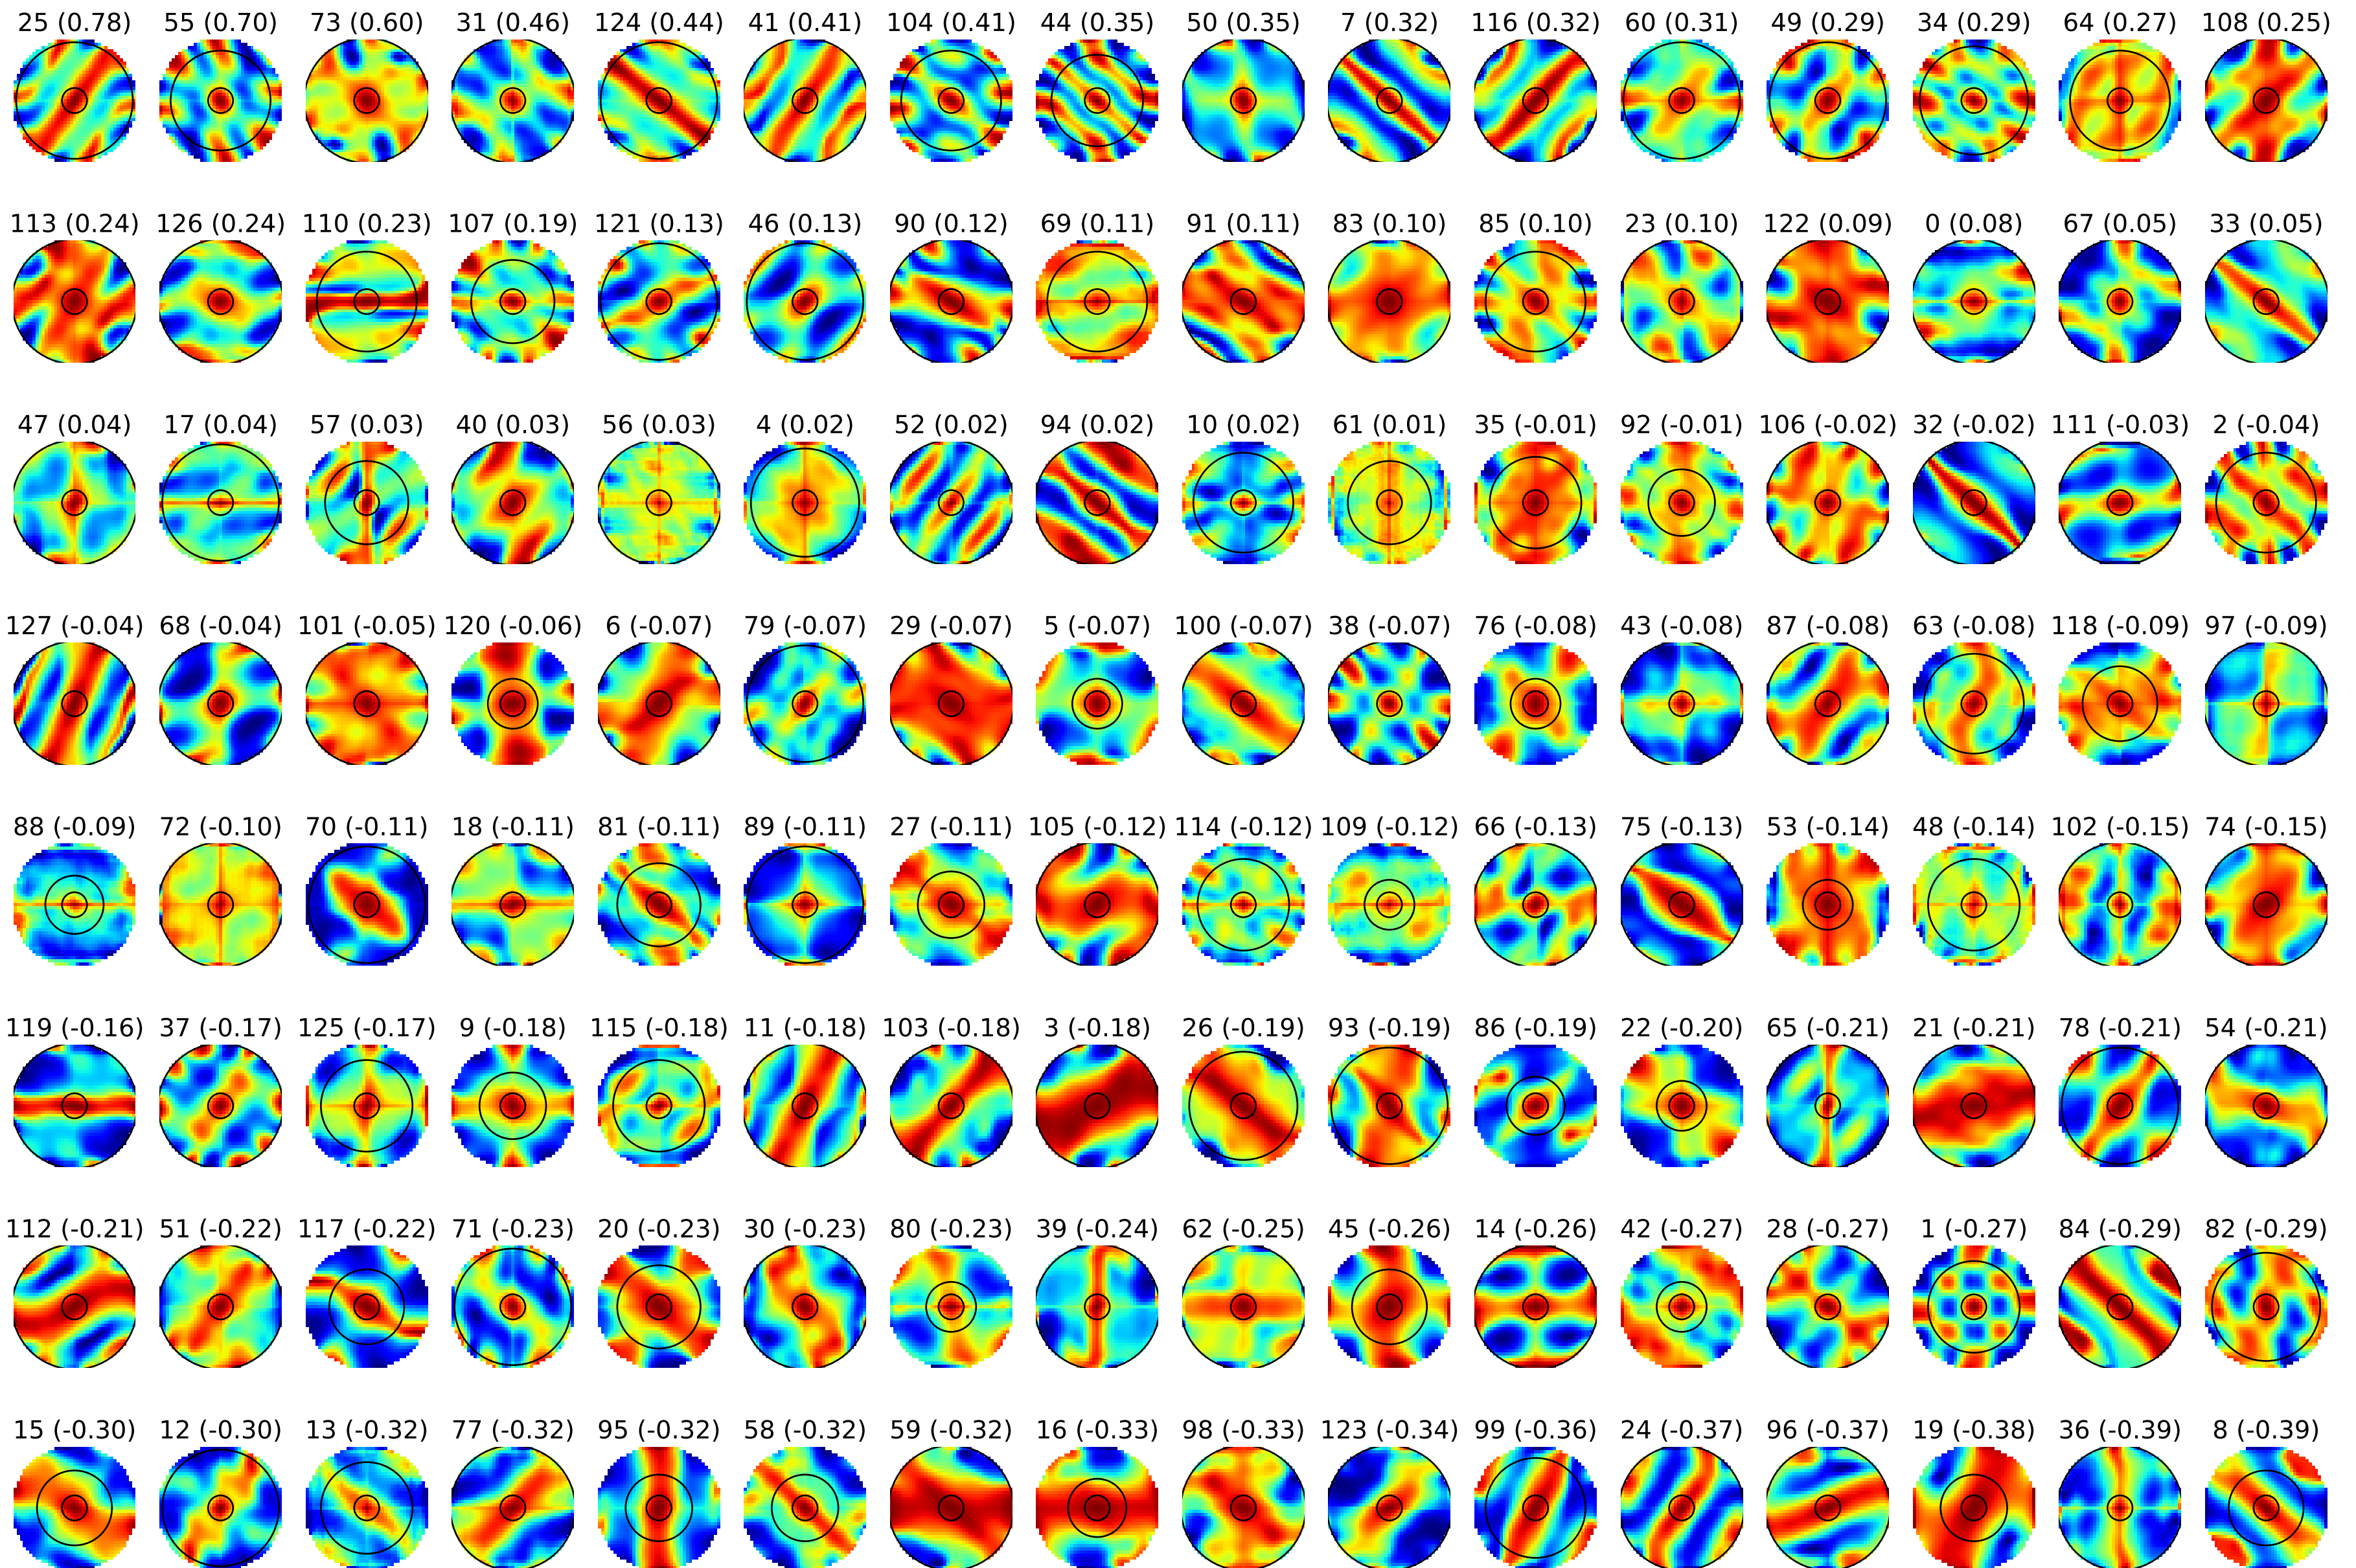 25 (0.78) 55 (0.70) 73 (0.60) 31 (0.46) 124 (0.44) 41 (0.41) 104 (0.41) 44 (0.35) 50 (0.35) 7 (0.32) 116 (0.32) 60 (0.31) 49 (0.29) 34 (0.29) 64 (0.27) 108 (0.25)
113 (0.24) 126 (0.24) 110 (0.23) 107 (0.19) 121 (0.13) 46 (0.13) 90 (0.12) 69 (0.11) 91 (0.11) 83 (0.10) 85 (0.10) 23 (0.10) 122 (0.09) 0 (0.08) 67 (0.05) 33 (0.05)
47 (0.04) 17 (0.04) 57 (0.03) 40 (0.03) 56 (0.03) 4 (0.02) 52 (0.02) 94 (0.02) 10 (0.02) 61 (0.01) 35 (-0.01) 92 (-0.01) 106 (-0.02) 32 (-0.02) 111 (-0.03) 2 (-0.04)
127 (-0.04) 68 (-0.04) 101 (-0.05) 120 (-0.06) 6 (-0.07) 79 (-0.07) 29 (-0.07) 5 (-0.07) 100 (-0.07) 38 (-0.07) 76 (-0.08) 43 (-0.08) 87 (-0.08) 63 (-0.08) 118 (-0.09) 97 (-0.09)
88 (-0.09) 72 (-0.10) 70 (-0.11) 18 (-0.11) 81 (-0.11) 89 (-0.11) 27 (-0.11) 105 (-0.12) 114 (-0.12) 109 (-0.12) 66 (-0.13) 75 (-0.13) 53 (-0.14) 48 (-0.14) 102 (-0.15) 74 (-0.15)
119 (-0.16) 37 (-0.17) 125 (-0.17) 9 (-0.18) 115 (-0.18) 11 (-0.18) 103 (-0.18) 3 (-0.18) 26 (-0.19) 93 (-0.19) 86 (-0.19) 22 (-0.20) 65 (-0.21) 21 (-0.21) 78 (-0.21) 54 (-0.21)
112 (-0.21) 51 (-0.22) 117 (-0.22) 71 (-0.23) 20 (-0.23) 30 (-0.23) 80 (-0.23) 39 (-0.24) 62 (-0.25) 45 (-0.26) 14 (-0.26) 42 (-0.27) 28 (-0.27) 1 (-0.27) 84 (-0.29) 82 (-0.29)
15 (-0.30) 12 (-0.30) 13 (-0.32) 77 (-0.32) 95 (-0.32) 58 (-0.32) 59 (-0.32) 16 (-0.33) 98 (-0.33) 123 (-0.34) 99 (-0.36) 24 (-0.37) 96 (-0.37) 19 (-0.38) 36 (-0.39) 8 (-0.39)